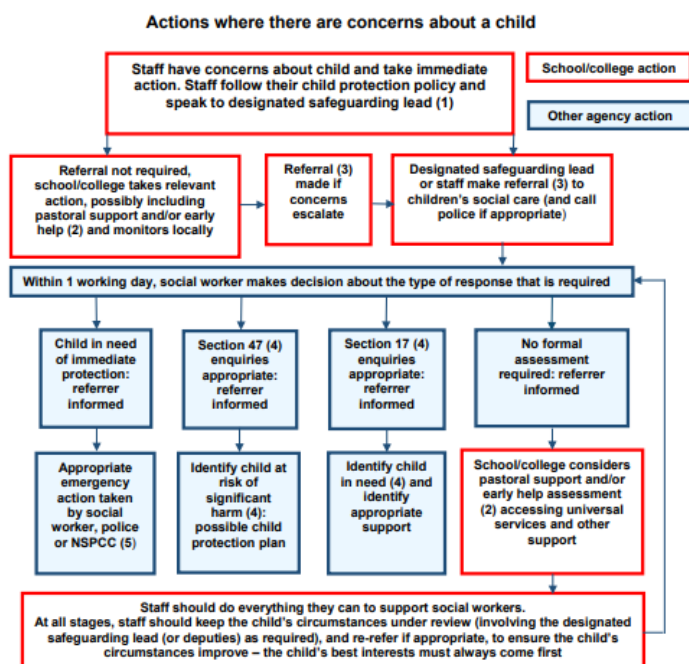 Actions where there are concerns about a child
Staff have concerns about child and take immediate
action. Staff follow their child protection policy and
speak to designated safeguarding lead (1)
School/college action
Other agency action
Referral not required,
school/college takes relevant
action, possibly including
pastoral support and/or early
help (2) and monitors locally
Referral (3)
made if
concerns
escalate
Designated safeguarding lead
or staff make referral (3) to
children's social care (and call
police if appropriate)
Within 1 working day, social worker makes decision about the type of response that is required
Child in need
of immediate
protection:
referrer
informed
Section 47 (4)
enquiries
appropriate:
referrer
informed
Section 17 (4)
enquiries
appropriate:
referrer
informed
No formal
assessment
required: referrer
informed
Appropriate
emergency
action taken
by social
worker, police
or NSPCC (5)
Identify child at
risk of
significant
harm (4):
possible child
protection plan
Identify child
in need (4) and
identify
appropriate
support
School/college considers
pastoral support and/or
early help assessment
(2) accessing universal
services and other
support
Staff should do everything they can to support social workers.
At all stages, staff should keep the child's circumstances under review (involving the designated
safeguarding lead (or deputies) as required), and re-refer if appropriate, to ensure the child's
circumstances improve – the child's best interests must always come first